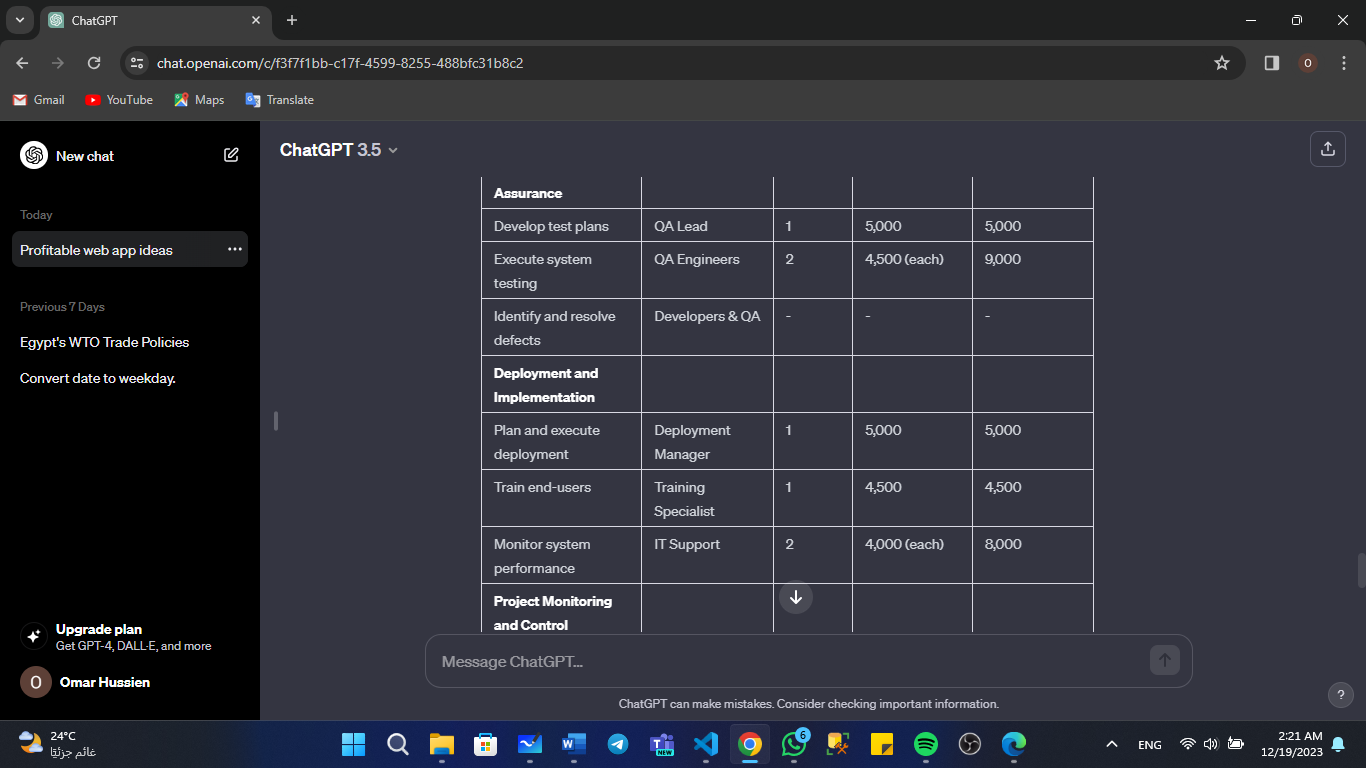 ChatGPT
chat.openai.com/c/f3f7f1bb-c17f-4599-8255-488bfc31b8c2
O
Gmail
YouTube
Maps
Translate
New chat
Today
Profitable web app ideas
Previous 7 Days
Egypt's WTO Trade Policies
Convert date to weekday.
Upgrade plan
Get GPT-4, DALL·E, and more
O
Omar Hussien
ChatGPT 3.5
Assurance
Develop test plans QA Lead 1 5,000 5,000
Execute system QA Engineers 2 4,500 (each) 9,000
testing
Identify and resolve Developers & QA - - -
defects
Deployment and
Implementation
Plan and execute Deployment 1 5,000 5,000
deployment Manager
Train end-users Training 1 4,500 4,500
Specialist
Monitor system IT Support 2 4,000 (each) 8,000
performance
Project Monitoring
and Control
Message ChatGPT...
ChatGPT can make mistakes. Consider checking important information.
?
24°C
غائم جزئيًا
W
NEW
6
ENG
2:21 AM
12/19/2023